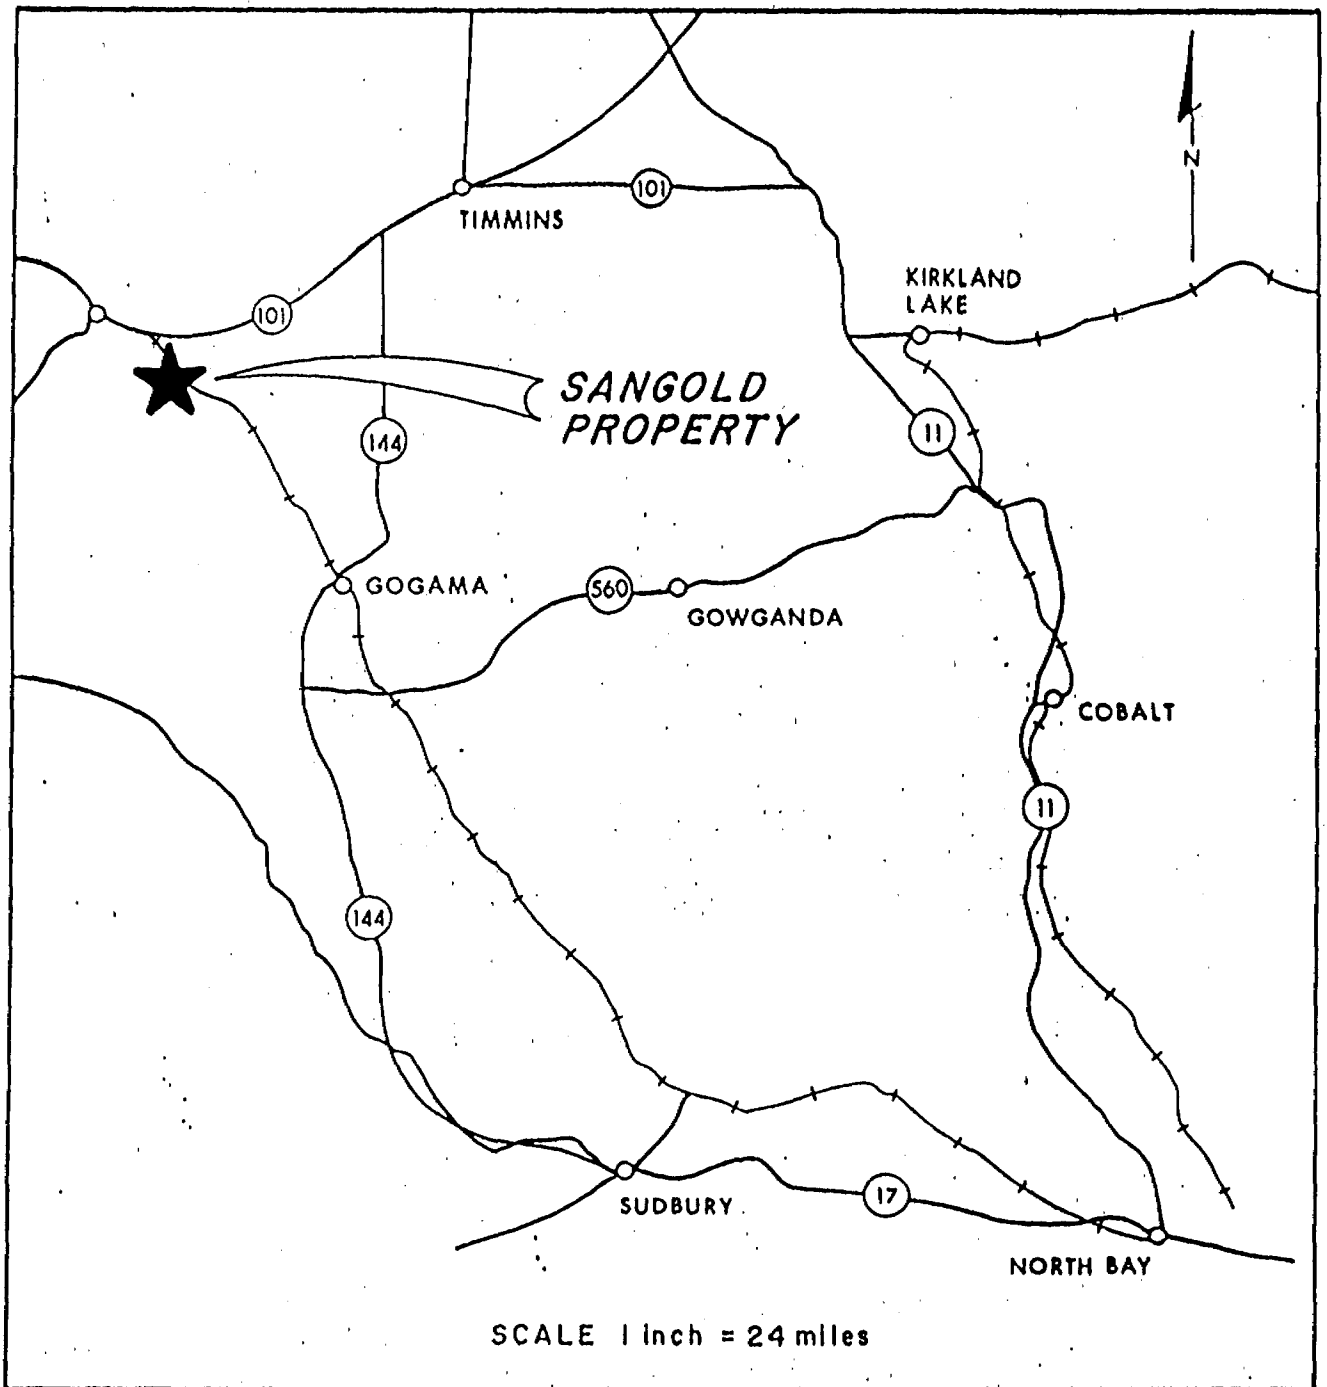 N
101
TIMMINS
KIRKLAND
LAKE
101
SANGOLD
PROPERTY
144
11
GOGAMA
560
GOWGANDA
COBALT
11
144
17
SUDBURY
NORTH BAY
SCALE 1 inch = 24 miles